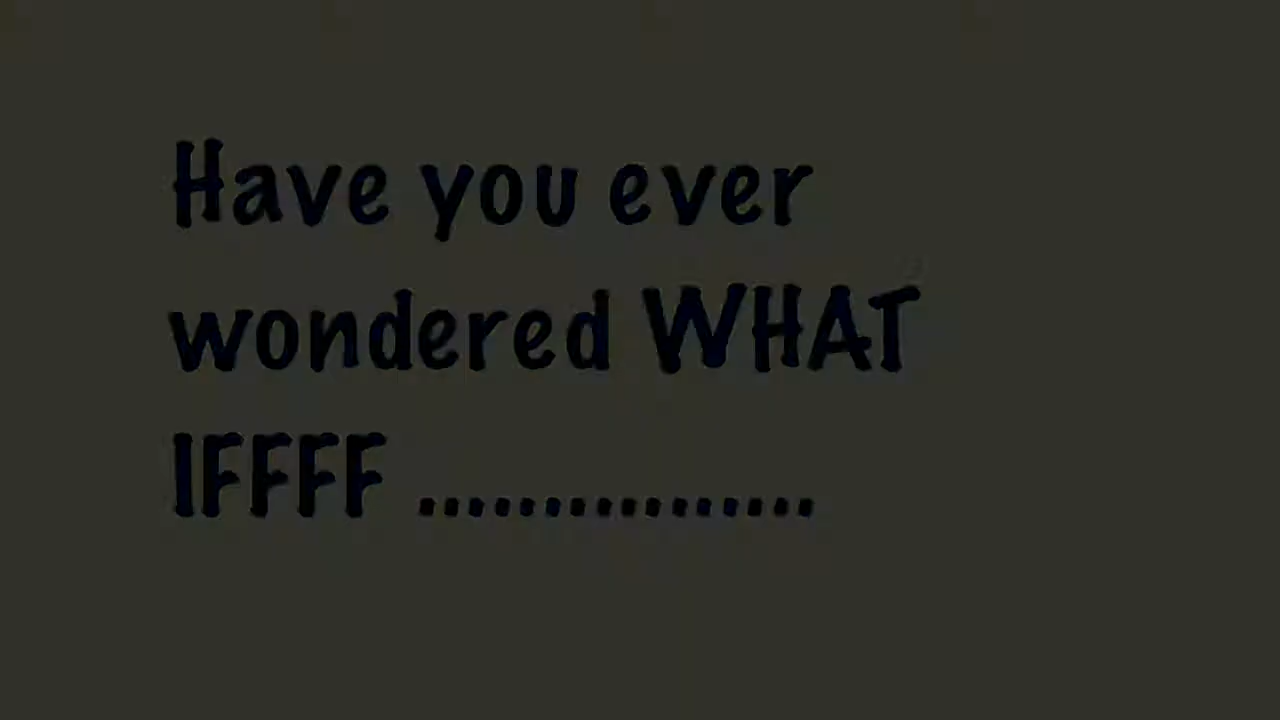 Have you ever
wondered WHAT
IFFFF ................